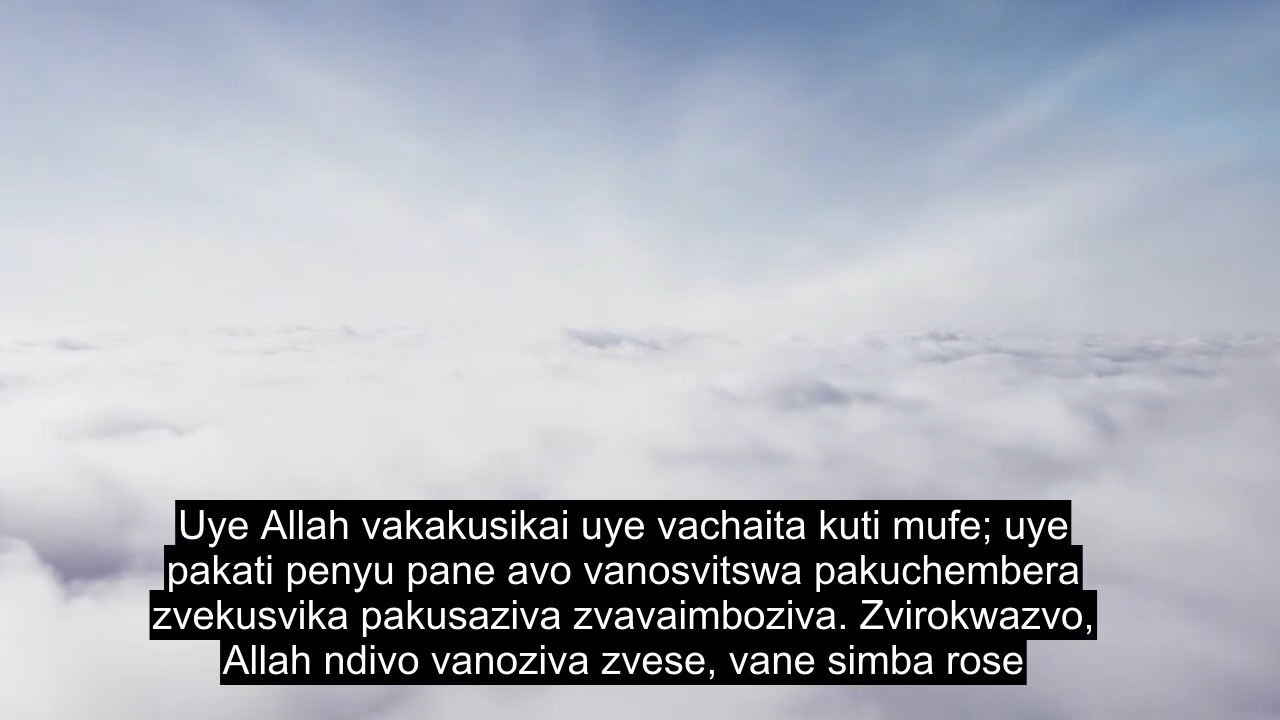 Uye Allah vakakusikai uye vachaita kuti mufe; uye
pakati penyu pane avo vanosvitswa pakuchembera
zvekusvika pakusaziva zvavaimboziva. Zvirokwazvo,
Allah ndivo vanoziva zvese, vane simba rose